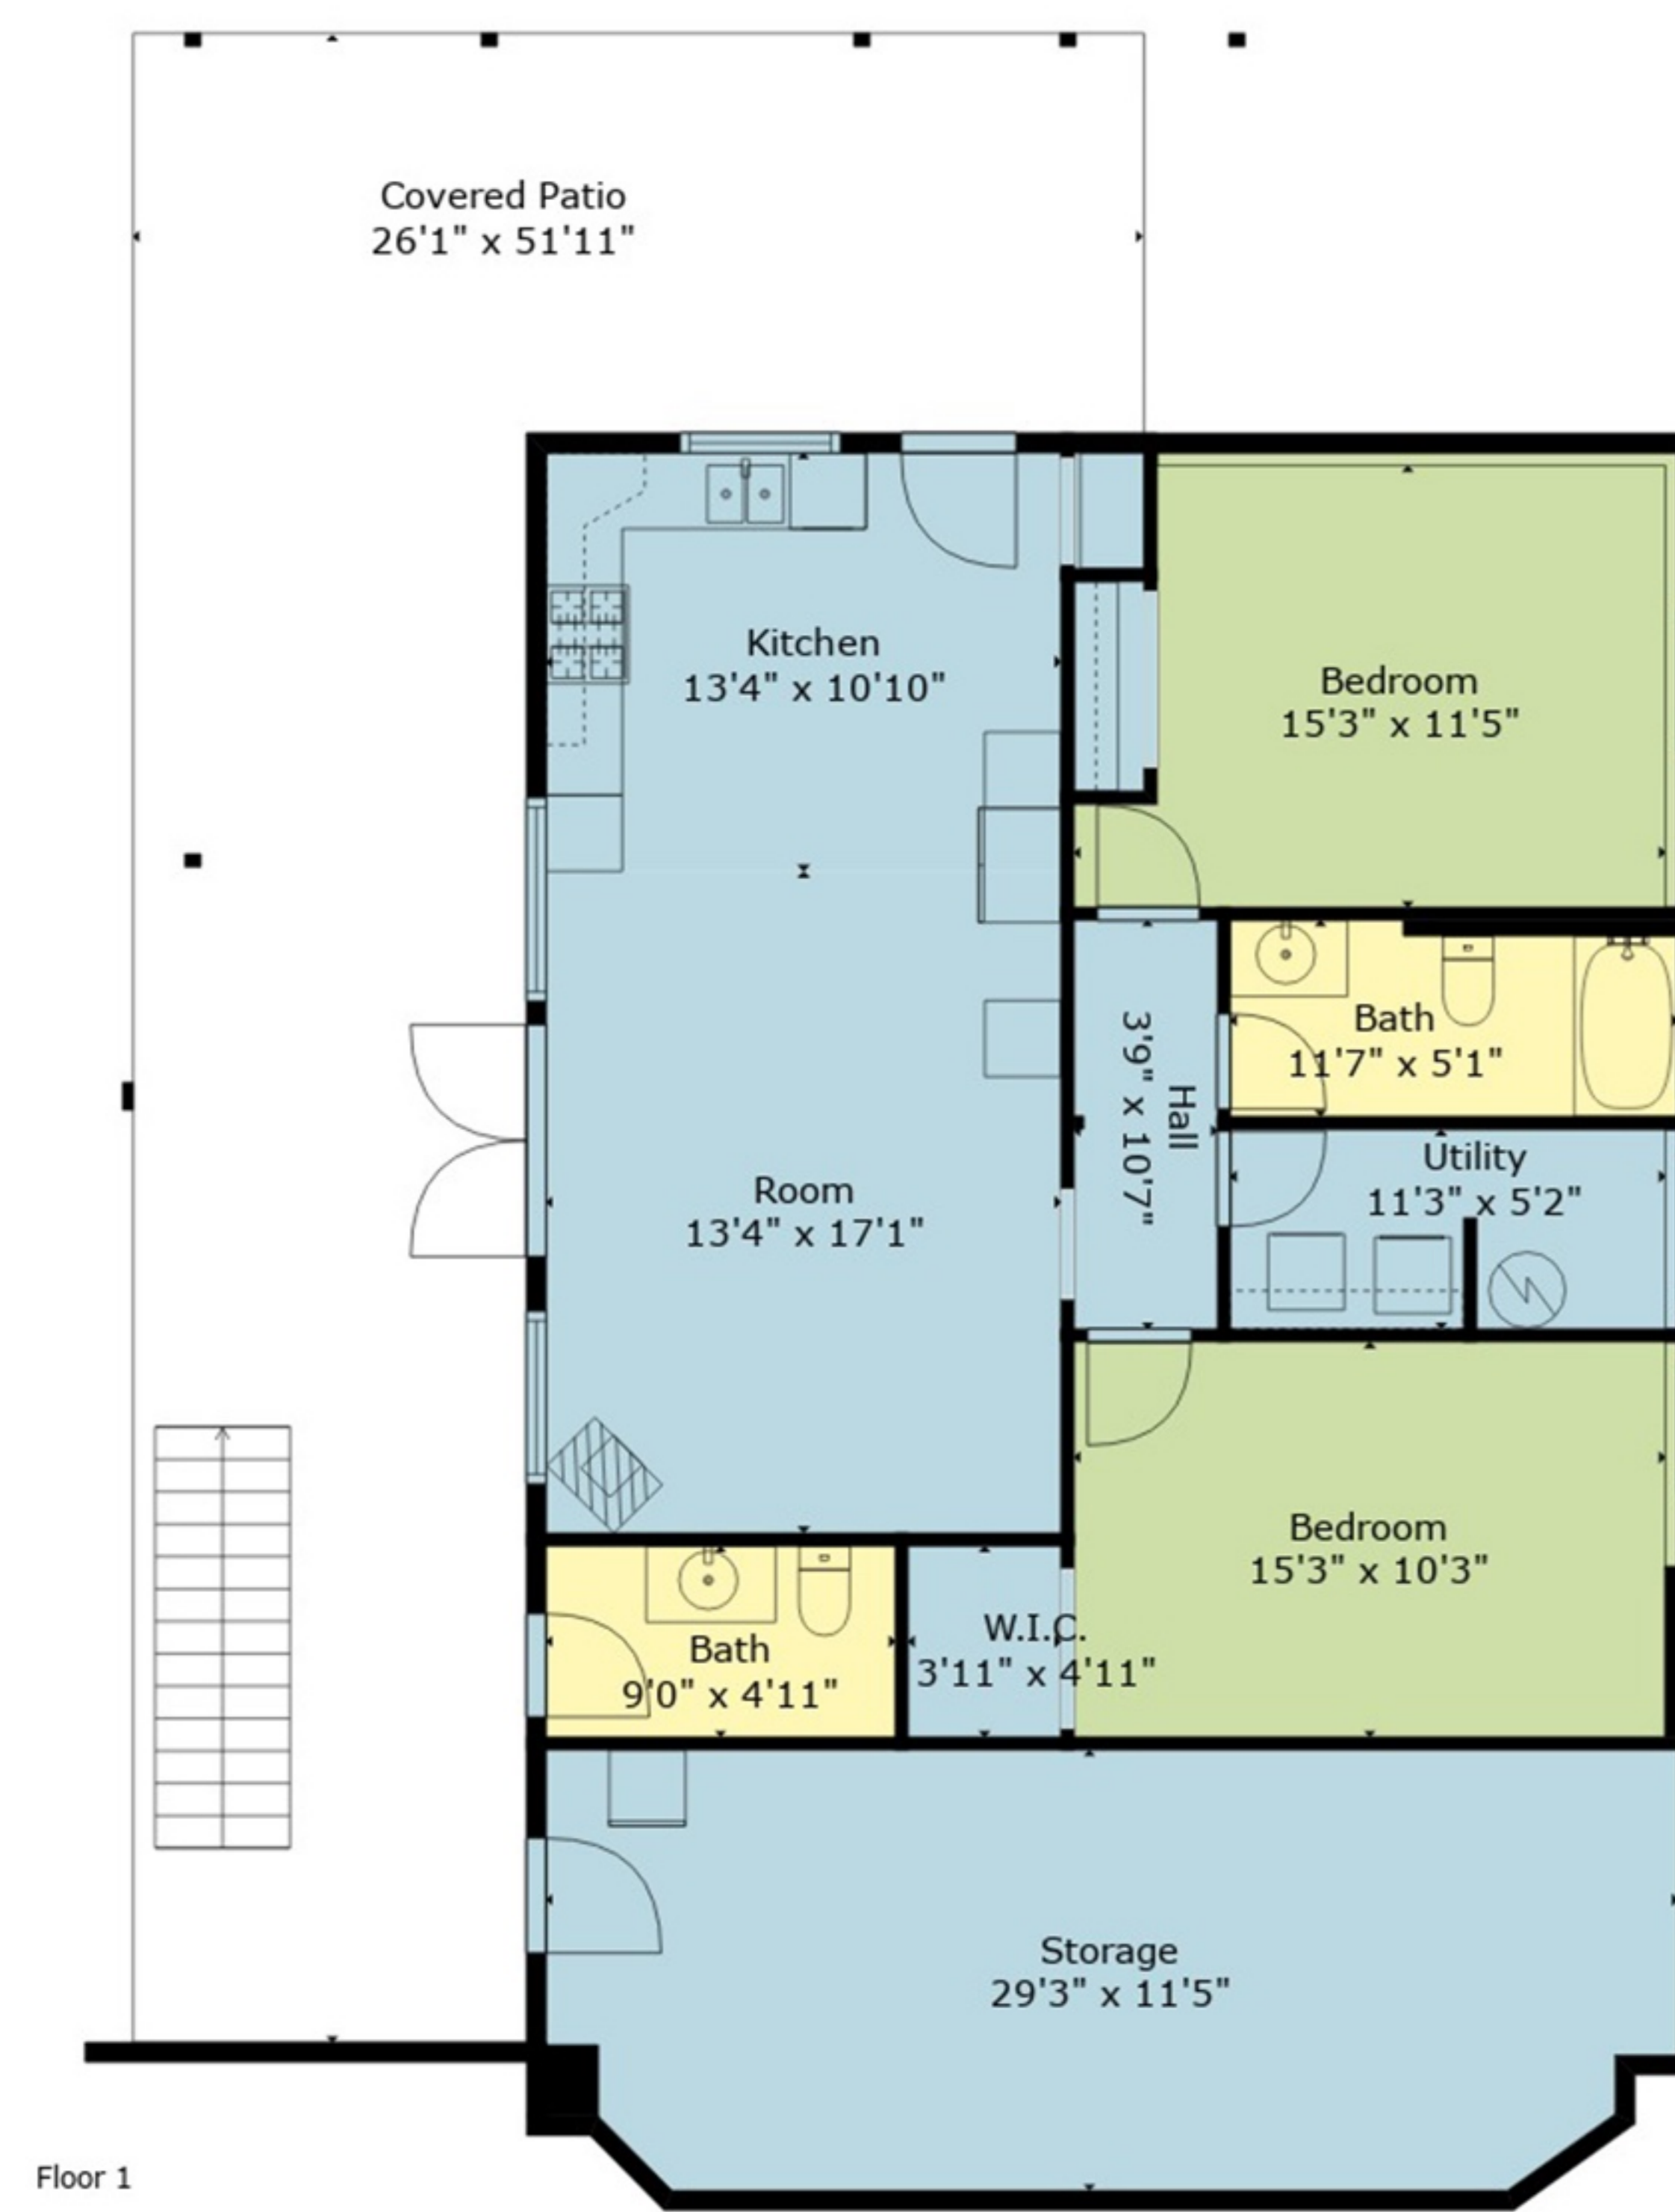 Covered Patio
26'1" x 51'11"
Kitchen
13'4" x 10'10"
Bedroom
15'3" x 11'5"
Bath
11'7" x 5'1"
Hall
3'9" x 10'7"
Utility
11'3" x 5'2"
Room
13'4" x 17'1"
Bedroom
15'3" x 10'3"
W.I.C.
3'11" x 4'11"
Bath
9'0" x 4'11"
Storage
29'3" x 11'5"
Floor 1